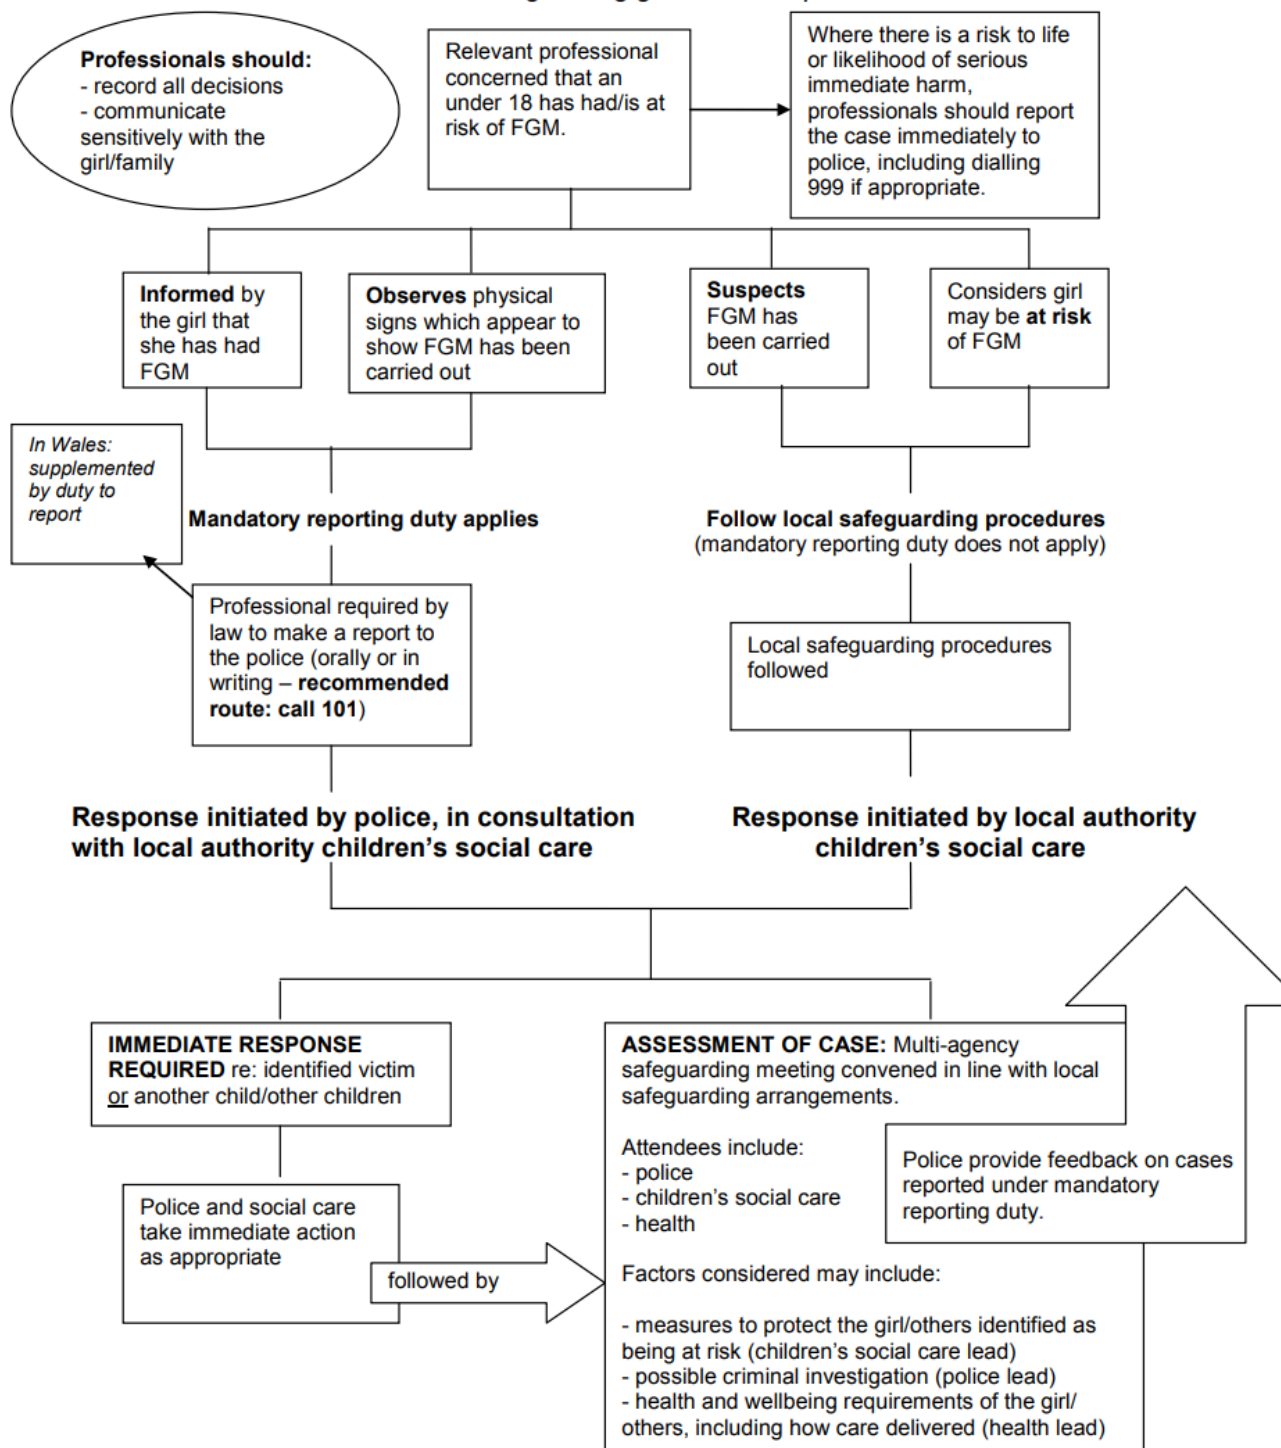 Professionals should:
- record all decisions
- communicate
sensitively with the
girl/family
Relevant professional
concerned that an
under 18 has had/is at
risk of FGM.
Where there is a risk to life
or likelihood of serious
immediate harm,
professionals should report
the case immediately to
police, including dialling
999 if appropriate.
Informed by
the girl that
she has had
FGM
Observes physical
signs which appear to
show FGM has been
carried out
Suspects
FGM has
been carried
out
Considers girl
may be at risk
of FGM
In Wales:
supplemented
by duty to
report
Mandatory reporting duty applies
Follow local safeguarding procedures
(mandatory reporting duty does not apply)
Professional required by
law to make a report to
the police (orally or in
writing – recommended
route: call 101)
Local safeguarding procedures
followed
Response initiated by police, in consultation
with local authority children's social care
Response initiated by local authority
children's social care
IMMEDIATE RESPONSE
REQUIRED re: identified victim
or another child/other children
Police and social care
take immediate action
as appropriate
followed by
ASSESSMENT OF CASE: Multi-agency
safeguarding meeting convened in line with local
safeguarding arrangements.
Attendees include:
- police
- children's social care
- health
Police provide feedback on cases
reported under mandatory
reporting duty.
Factors considered may include:
- measures to protect the girl/others identified as
being at risk (children's social care lead)
- possible criminal investigation (police lead)
- health and wellbeing requirements of the girl/
others, including how care delivered (health lead)